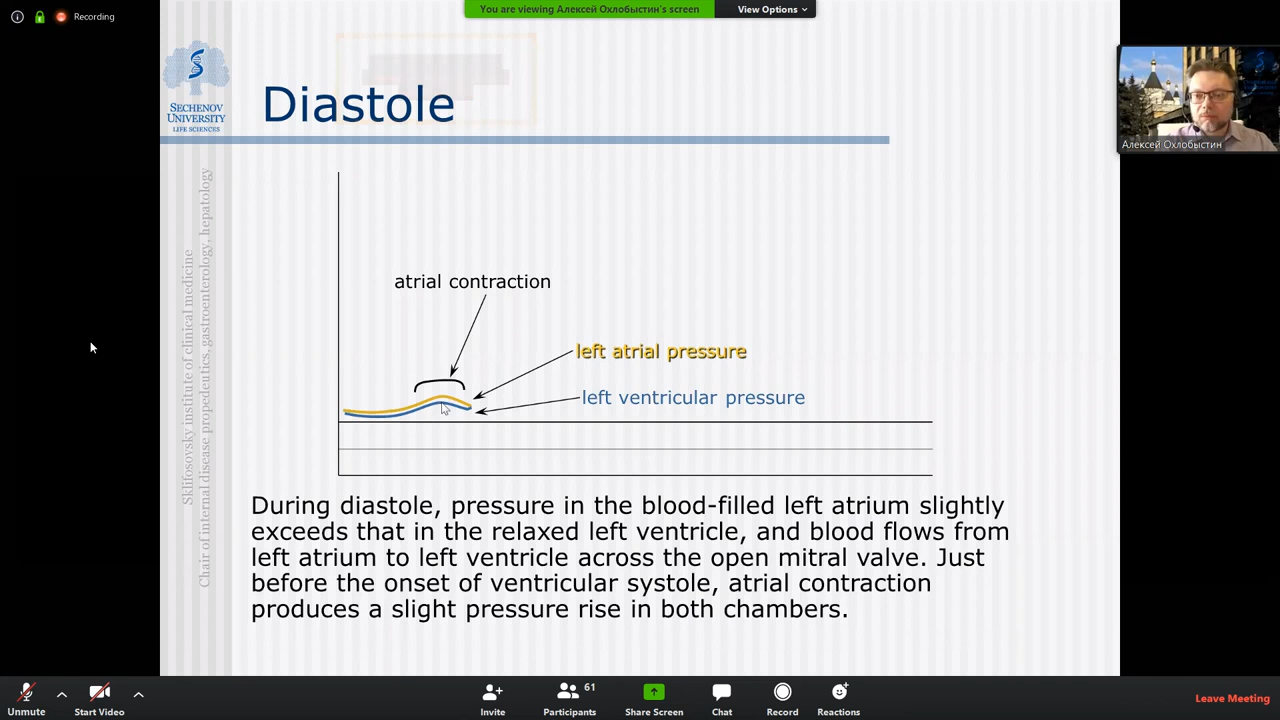 Recording
You are viewing Алексей Охлобыстин's screen
View Options
SECHENOV
UNIVERSITY
LIFE SCIENCES
Diastole
Алексей Охлобыстин
Sklifosovsky institute of clinical medicine
Chair of internal disease propedeutics, gastroenterology, hepatology
atrial contraction
left atrial pressure
left ventricular pressure
During diastole, pressure in the blood-filled left atrium slightly
exceeds that in the relaxed left ventricle, and blood flows from
left atrium to left ventricle across the open mitral valve. Just
before the onset of ventricular systole, atrial contraction
produces a slight pressure rise in both chambers.
Unmute
Start Video
Invite
Participants
61
Share Screen
Chat
Record
Reactions
Leave Meeting